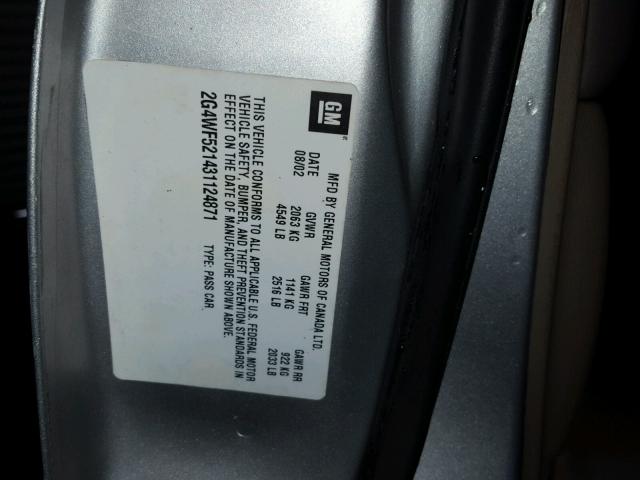 GM
MFD BY GENERAL MOTORS OF CANADA LTD.
DATE GVWR GAWR FRT GAWR RR
08/02 2063 KG 1141 KG 922 KG
4549 LB 2516 LB 2033 LB
THIS VEHICLE CONFORMS TO ALL APPLICABLE U.S. FEDERAL MOTOR
VEHICLE SAFETY, BUMPER, AND THEFT PREVENTION STANDARDS IN
EFFECT ON THE DATE OF MANUFACTURE SHOWN ABOVE.
2G4WF521431124871 TYPE: PASS CAR.